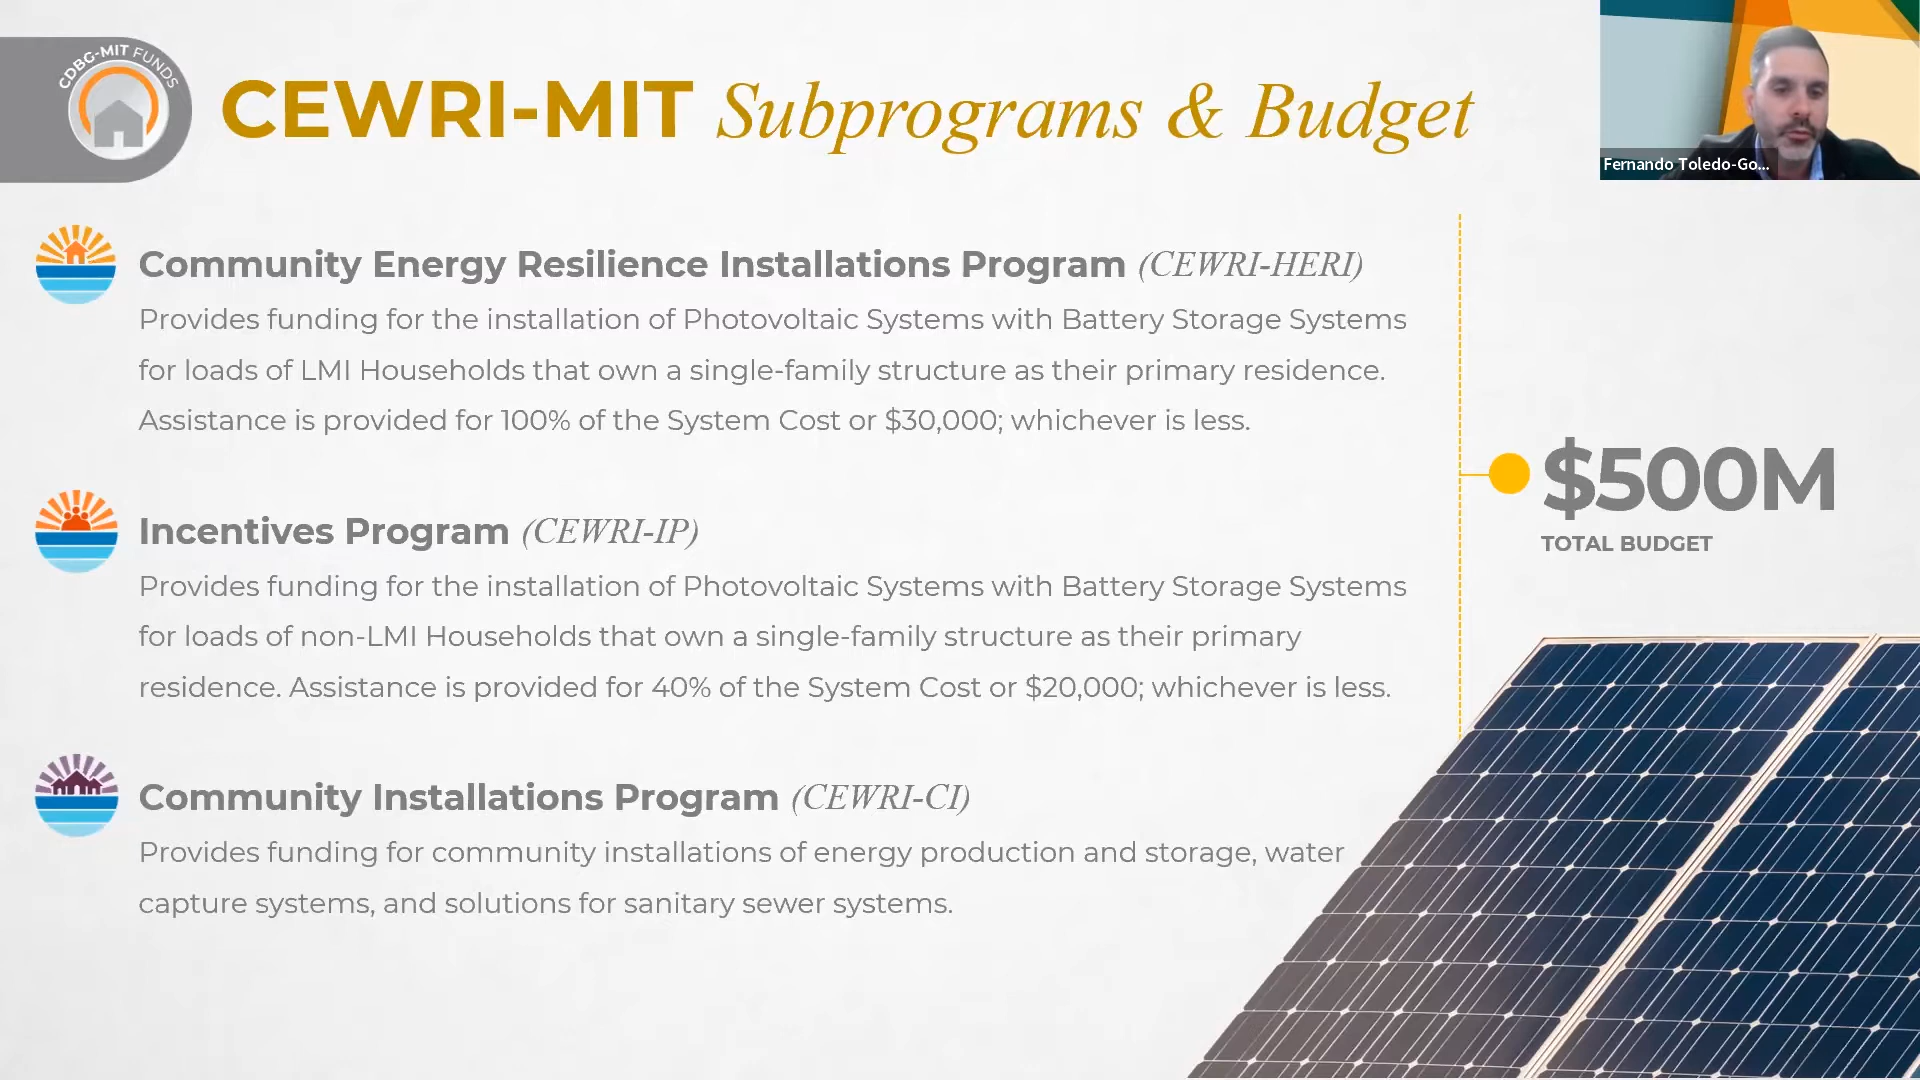 CDBG-MIT FUNDS
CEWRI-MIT Subprograms & Budget
Fernando Toledo-Go...
Community Energy Resilience Installations Program (CEWRI-HERI)
Provides funding for the installation of Photovoltaic Systems with Battery Storage Systems
for loads of LMI Households that own a single-family structure as their primary residence.
Assistance is provided for 100% of the System Cost or $30,000; whichever is less.
Incentives Program (CEWRI-IP)
Provides funding for the installation of Photovoltaic Systems with Battery Storage Systems
for loads of non-LMI Households that own a single-family structure as their primary
residence. Assistance is provided for 40% of the System Cost or $20,000; whichever is less.
Community Installations Program (CEWRI-CI)
Provides funding for community installations of energy production and storage, water
capture systems, and solutions for sanitary sewer systems.
$500M
TOTAL BUDGET